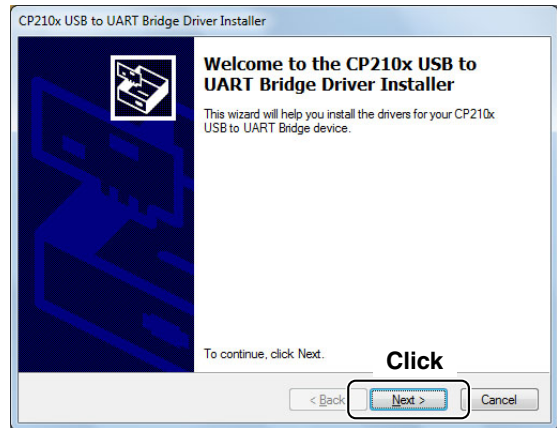 CP210x USB to UART Bridge Driver Installer
Welcome to the CP210x USB to
UART Bridge Driver Installer
This wizard will help you install the drivers for your CP210x
USB to UART Bridge device.
To continue, click Next.
Click
< Back
Next >
Cancel